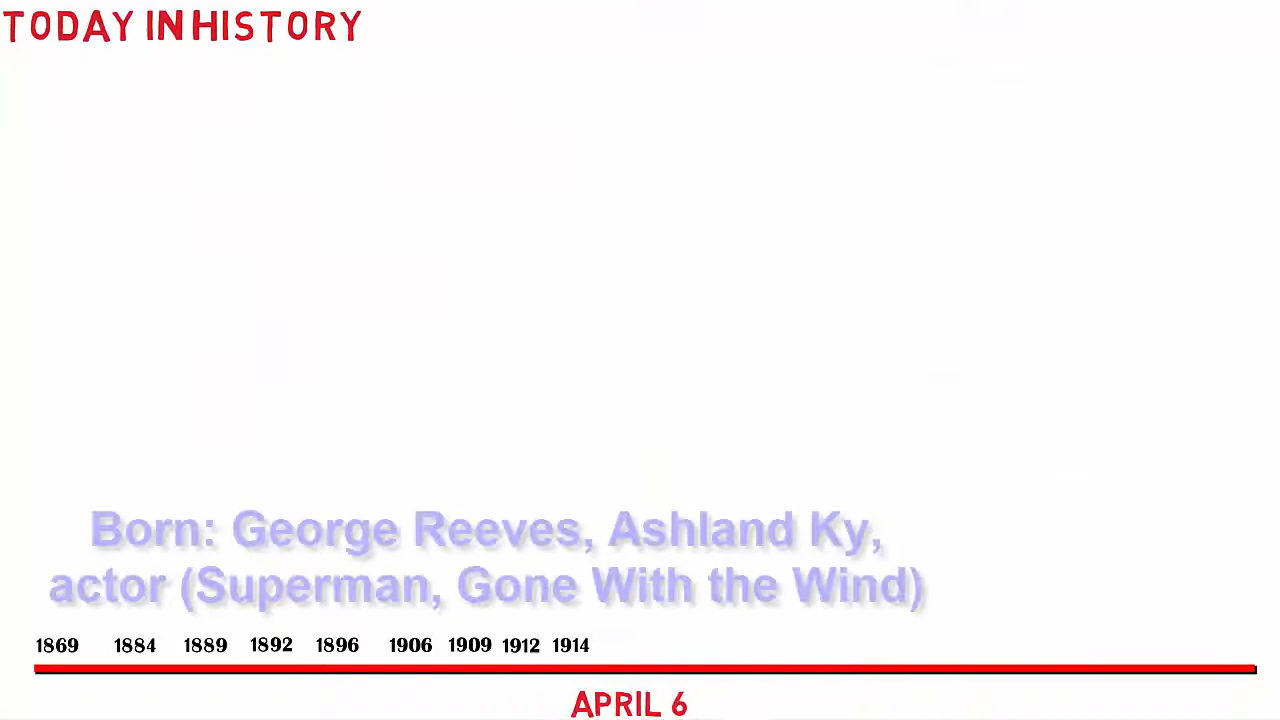 TODAY IN HISTORY
Born: George Reeves, Ashland Ky,
actor (Superman, Gone With the Wind)
1869 1884 1889 1892 1896 1906 1909 1912 1914
APRIL 6